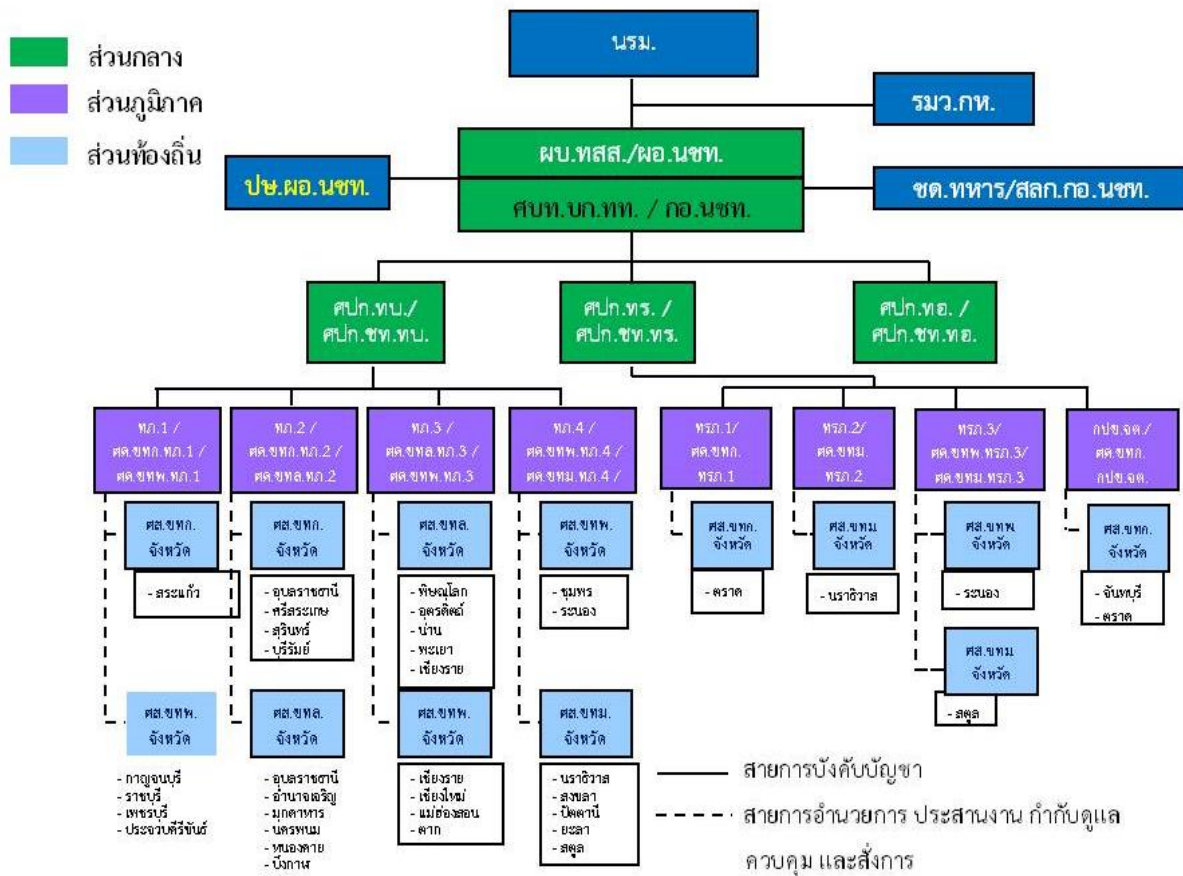 นรม.
ส่วนกลาง
ส่วนภูมิภาค
ส่วนท้องถิ่น
รมว.กห.
ผบ.ทสส./ผอ.นชท.
ปษ.ผอ.นชท.
ชด.ทหาร/สลก.กอ.นชท.
ศบท.บก.ทท. / กอ.นชท.
ศปก.ทบ./
ศปก.ชท.ทบ.
ศปก.ทร. /
ศปก.ชท.ทร.
ศปก.ทอ. /
ศปก.ชท.ทอ.
ทภ.1 /
ศด.ขทก.ทภ.1 /
ศด.ขทพ.ทภ.1
ทภ.2 /
ศด.ขทก.ทภ.2 /
ศด.ขทล.ทภ.2
ทภ.3 /
ศด.ขทล.ทภ.3 /
ศด.ขทพ.ทภ.3
ทภ.4 /
ศด.ขทพ.ทภ.4 /
ศด.ขทม.ทภ.4 /
ทรภ.1/
ศด.ขทก.
ทรภ.1
ทรภ.2/
ศด.ขทม.
ทรภ.2
ทรภ.3/
ศด.ขทพ.ทรภ.3/
ศด.ขทม.ทรภ.3
กปช.จต./
ศด.ขทก.
กปช.จต.
ศส.ขทก.
จังหวัด
- สระแก้ว
ศส.ขทพ.
จังหวัด
- กาญจนบุรี
- ราชบุรี
- เพชรบุรี
- ประจวบคีรีขันธ์
ศส.ขทก.
จังหวัด
- อุบลราชธานี
- ศรีสระเกษ
- สุรินทร์
- บุรีรัมย์
ศส.ขทล.
จังหวัด
- อุบลราชธานี
- อำนาจเจริญ
- มุกดาหาร
- นครพนม
- หนองคาย
- บึงกาฬ
ศส.ขทล.
จังหวัด
- พิษณุโลก
- อุตรดิตถ์
- น่าน
- พะเยา
- เชียงราย
ศส.ขทพ.
จังหวัด
- เชียงราย
- เชียงใหม่
- แม่ฮ่องสอน
- ตาก
ศส.ขทพ.
จังหวัด
- ชุมพร
- ระนอง
ศส.ขทม.
จังหวัด
- นราธิวาส
- สงขลา
- ปัตตานี
- ยะลา
- สตูล
ศส.ขทก.
จังหวัด
- ตราด
ศส.ขทม
จังหวัด
- นราธิวาส
ศส.ขทพ
จังหวัด
- ระนอง
ศส.ขทม
จังหวัด
- สตูล
ศส.ขทก.
จังหวัด
- จันทบุรี
- ตราด
สายการบังคับบัญชา
สายการอำนวยการ ประสานงาน กำกับดูแล
ควบคุม และสั่งการ